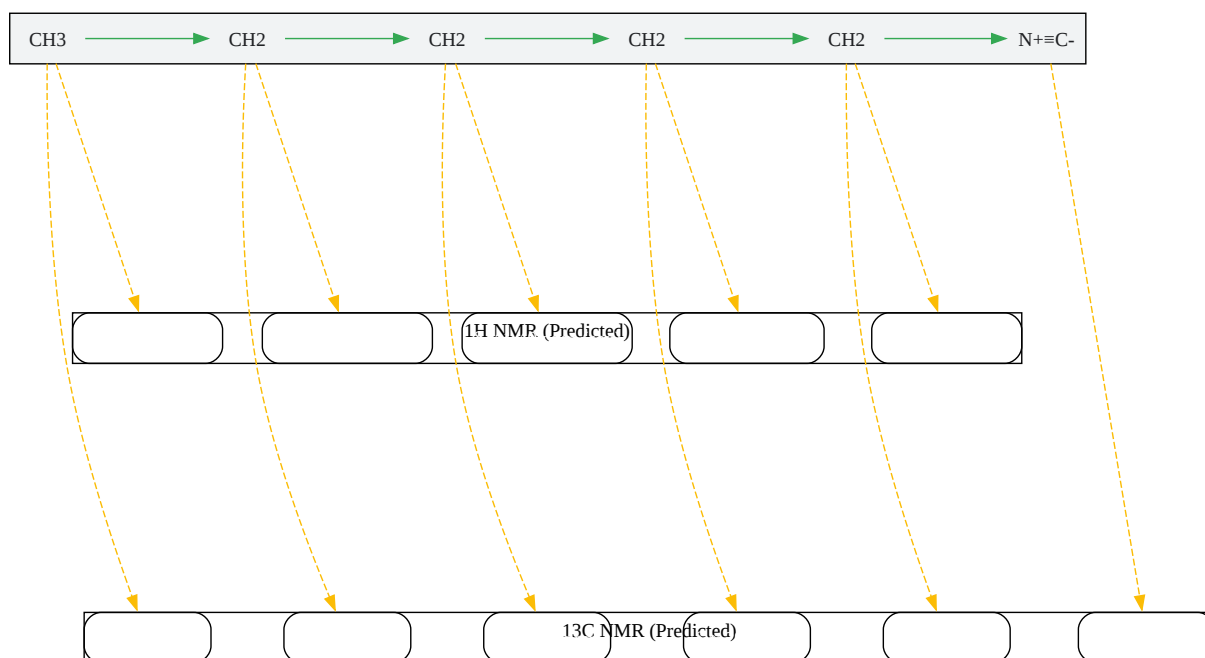 CH3 CH2 CH2 CH2 CH2 N+≡C-
1H NMR (Predicted)
13C NMR (Predicted)